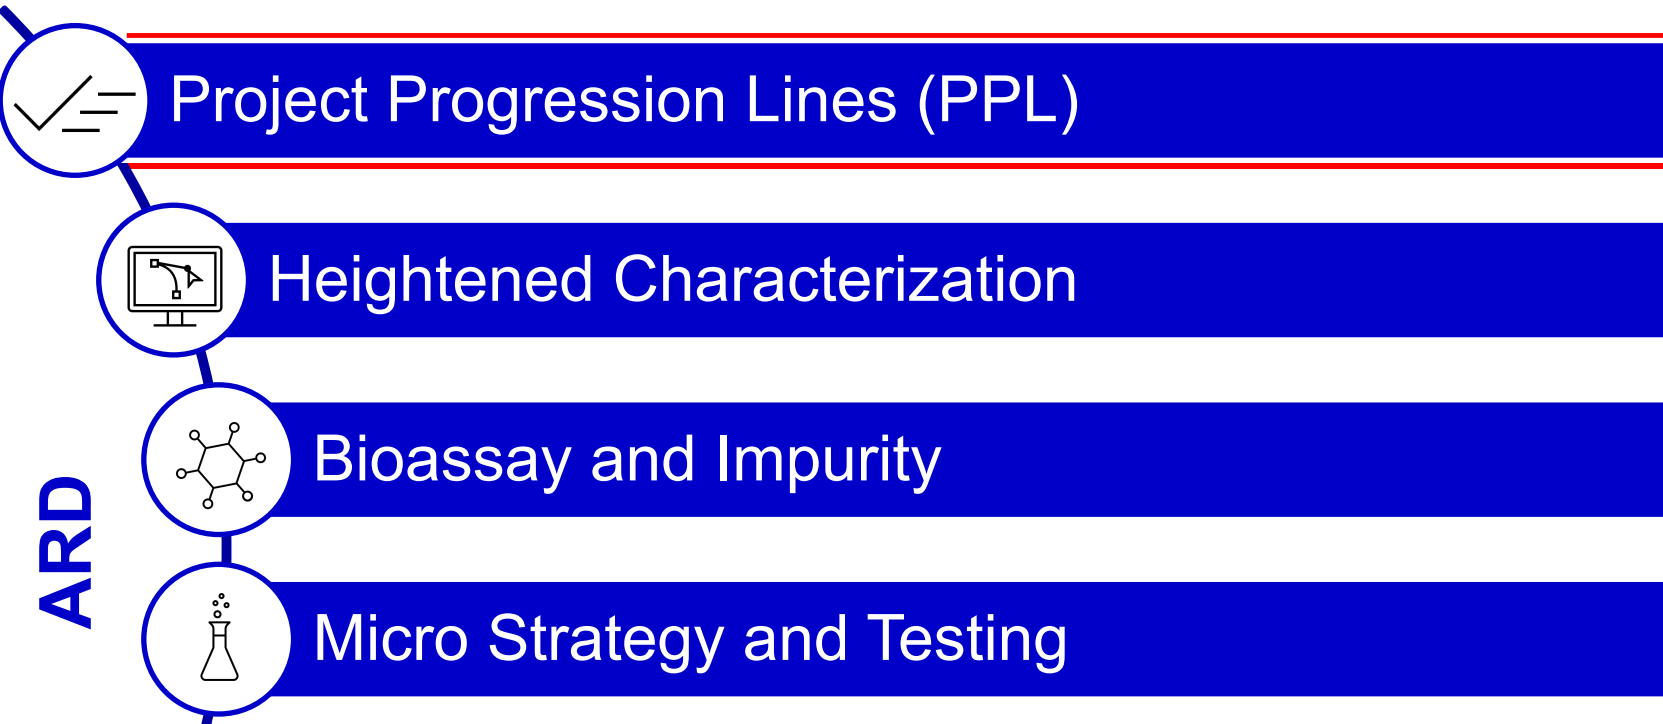 Project Progression Lines (PPL)
Heightened Characterization
Bioassay and Impurity
ARD
Micro Strategy and Testing